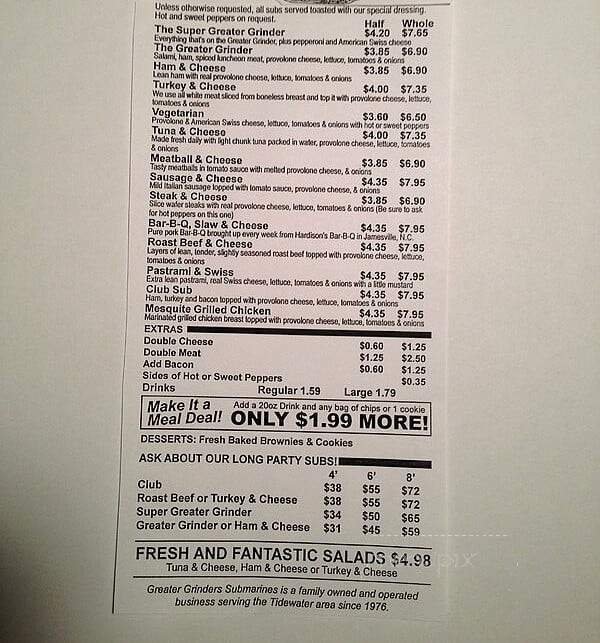 Unless otherwise requested, all subs served toasted with our special dressing.
Hot and sweet peppers on request.
Half Whole
The Super Greater Grinder $4.20 $7.65
Everything that's on the Greater Grinder, plus pepperoni and American Swiss cheese
The Greater Grinder $3.85 $6.90
Salami, ham, spiced luncheon meat, provolone cheese, lettuce, tomatoes & onions
Ham & Cheese $3.85 $6.90
Lean ham with real provolone cheese, lettuce, tomatoes & onions
Turkey & Cheese $4.00 $7.35
We use all white meat sliced from boneless breast and top it with provolone cheese, lettuce,
tomatoes & onions
Vegetarian $3.60 $6.50
Provolone & American Swiss cheese, lettuce, tomatoes & onions with hot or sweet peppers
Tuna & Cheese $4.00 $7.35
Made fresh daily with light chunk tuna packed in water, provolone cheese, lettuce, tomatoes
& onions
Meatball & Cheese $3.85 $6.90
Tasty meatballs in tomato sauce with melted provolone cheese, & onions
Sausage & Cheese $4.35 $7.95
Mild Italian sausage topped with tomato sauce, provolone cheese, & onions
Steak & Cheese $3.85 $6.90
Slice wafer steaks with real provolone cheese, lettuce, tomatoes & onions (Be sure to ask
for hot peppers on this one)
Bar-B-Q, Slaw & Cheese $4.35 $7.95
Pure pork Bar-B-Q brought up every week from Hardison's Bar-B-Q in Jamesville, N.C.
Roast Beef & Cheese $4.35 $7.95
Layers of lean, tender, slightly seasoned roast beef topped with provolone cheese, lettuce,
tomatoes & onions
Pastrami & Swiss $4.35 $7.95
Extra lean pastrami, real Swiss cheese, lettuce, tomatoes & onions with a little mustard
Club Sub $4.35 $7.95
Ham, turkey and bacon topped with provolone cheese, lettuce, tomatoes & onions
Mesquite Grilled Chicken $4.35 $7.95
Marinated grilled chicken breast topped with provolone cheese, lettuce, tomatoes & onions
EXTRAS
Double Cheese $0.60 $1.25
Double Meat $1.25 $2.50
Add Bacon $0.60 $1.25
Sides of Hot or Sweet Peppers $0.35
Drinks Regular 1.59 Large 1.79
Make It a Meal Deal! Add a 20oz Drink and any bag of chips or 1 cookie
ONLY $1.99 MORE!
DESSERTS: Fresh Baked Brownies & Cookies
ASK ABOUT OUR LONG PARTY SUBS!
4' 6' 8'
Club $38 $55 $72
Roast Beef or Turkey & Cheese $38 $55 $72
Super Greater Grinder $34 $50 $65
Greater Grinder or Ham & Cheese $31 $45 $59
FRESH AND FANTASTIC SALADS $4.98
Tuna & Cheese, Ham & Cheese or Turkey & Cheese
Greater Grinders Submarines is a family owned and operated
business serving the Tidewater area since 1976.